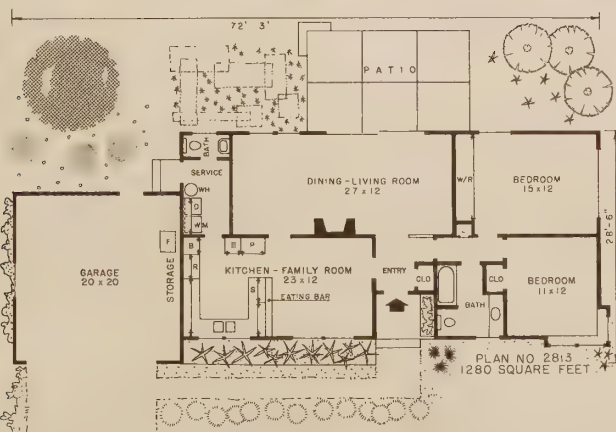 72' 3"
PATIO
BATH
SERVICE
WH
D
WM
DINING-LIVING ROOM
27 x 12
W/R
BEDROOM
15 x 12
28'-6"
L
F
STORAGE
GARAGE
20 x 20
B
R
P
KITCHEN - FAMILY ROOM
23 x 12
S
EATING BAR
ENTRY
CLO
CLO
BATH
BEDROOM
11 x 12
PLAN NO 2813
1280 SQUARE FEET